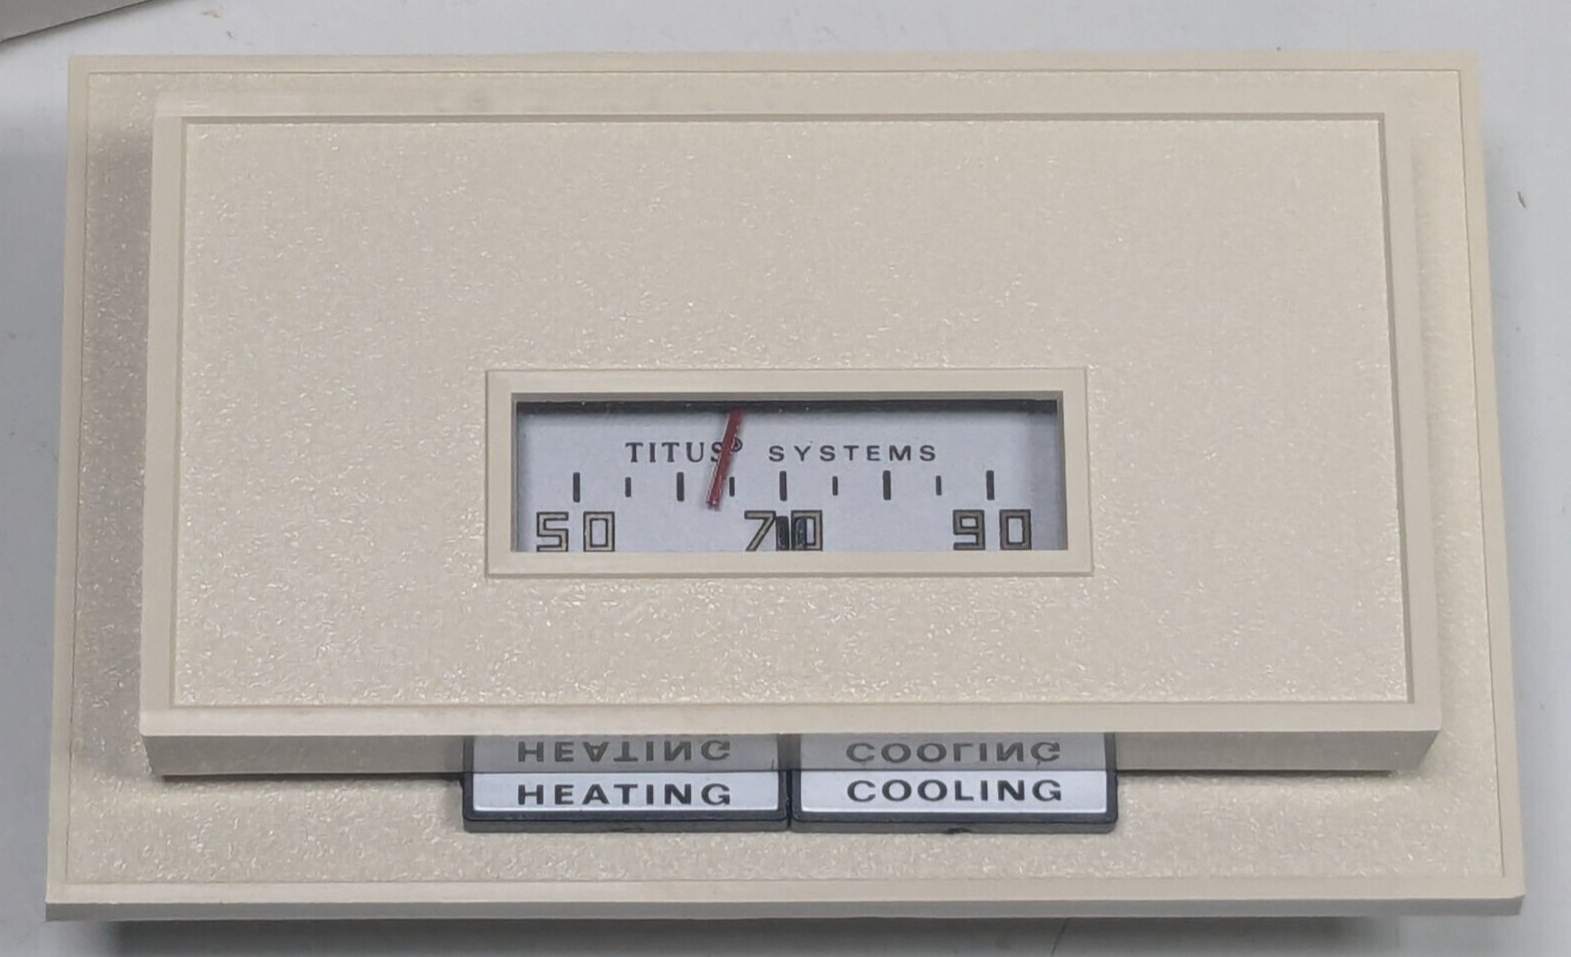 TITUS® SYSTEMS
50 70 90
HEATING COOLING
HEATING COOLING